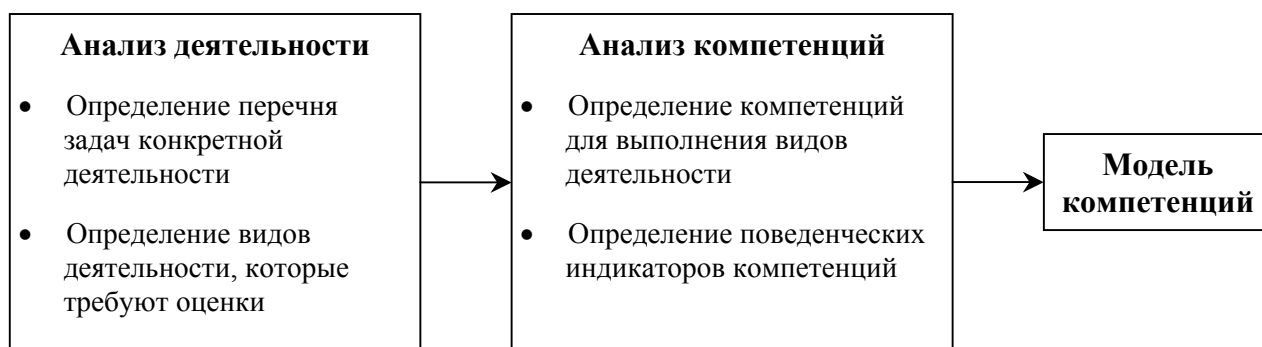 Анализ деятельности
• Определение перечня
задач конкретной
деятельности
• Определение видов
деятельности, которые
требуют оценки
Анализ компетенций
• Определение компетенций
для выполнения видов
деятельности
• Определение поведенческих
индикаторов компетенций
Модель
компетенций